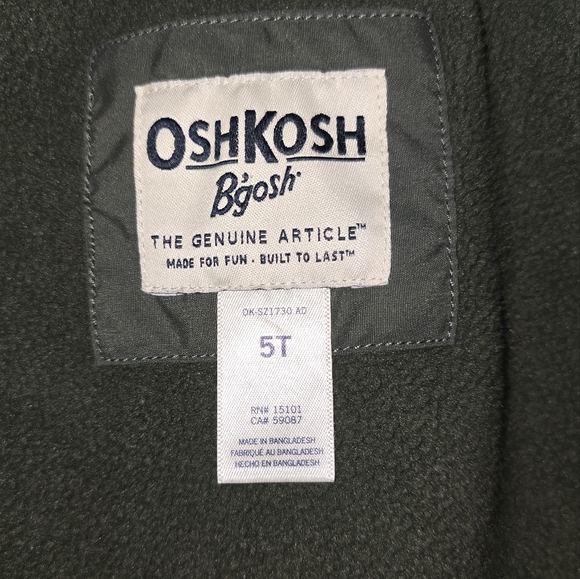 OSHKOSH
B'gosh.
THE GENUINE ARTICLE™
MADE FOR FUN · BUILT TO LAST™
OK-SZ1730 AD
5T
RN# 15101
CA# 59087
MADE IN BANGLADESH
FABRIQUÉ AU BANGLADESH
HECHO EN BANGLADESH